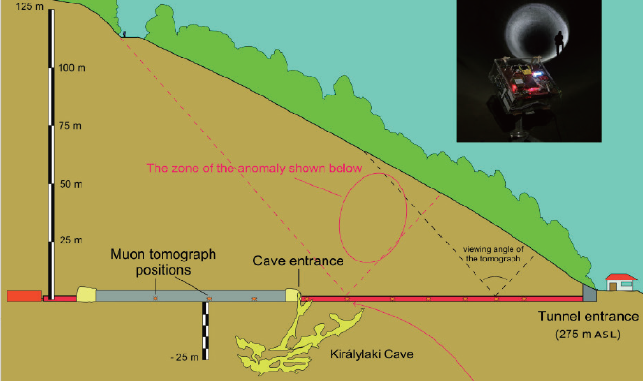 125 m
100 m
75 m
The zone of the anomaly shown below
50 m
25 m
viewing angle of
the tomograph
Muon tomograph
positions
Cave entrance
Tunnel entrance
(275 m ASL)
- 25 m
Királylaki Cave